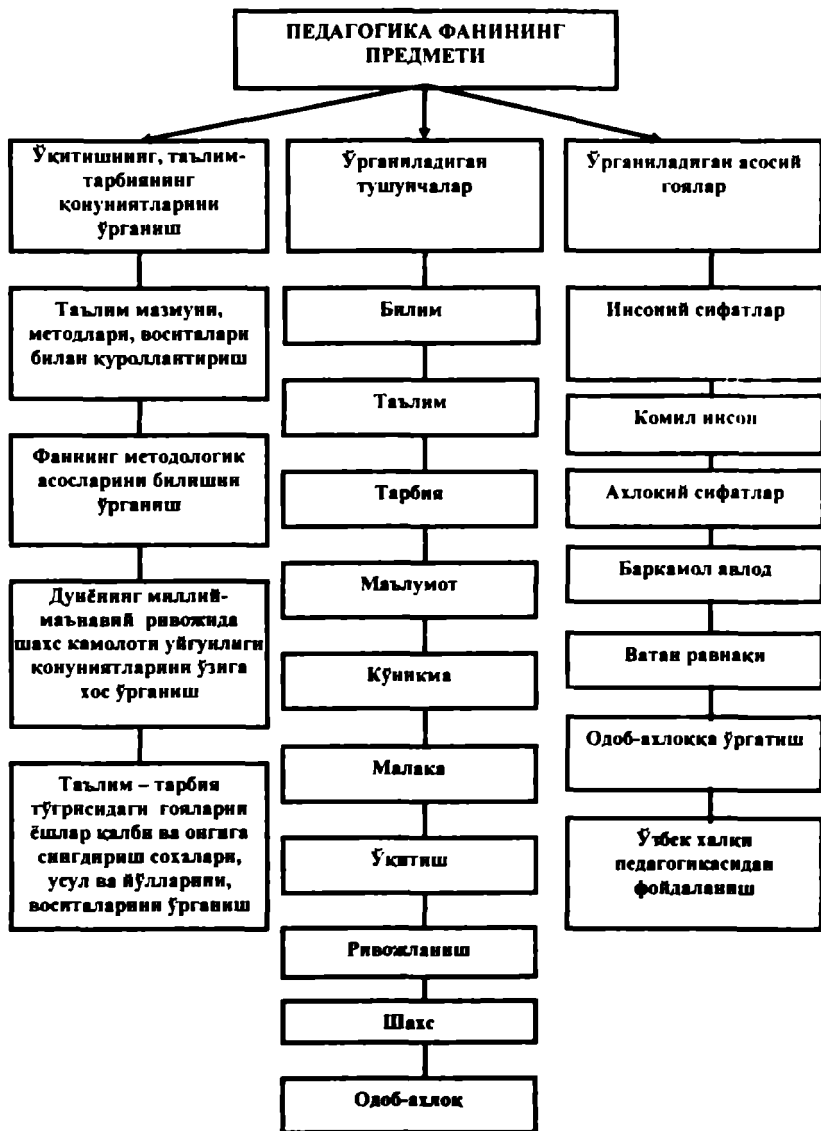 ПЕДАГОГИКА ФАНИНИНГ
ПРЕДМЕТИ
Ўқитишнинг, таълим-
тарбиянинг
қонуниятларини
ўрганиш
Таълим мазмуни,
методлари, воситалари
билан қуроллантириш
Фаннинг методологик
асосларини билишни
ўрганиш
Дунёнинг миллий-
маънавий ривожида
шахс камолоти уйғунлиги
қонуниятларини ўзига
хос ўрганиш
Таълим – тарбия
тўғрисидаги ғояларни
ёшлар қалби ва онгига
сингдириш соҳалари,
усул ва йўлларини,
воситаларини ўрганиш
Ўрганиладиган
тушунчалар
Билим
Таълим
Тарбия
Маълумот
Кўникма
Малака
Ўқитиш
Ривожланиш
Шахс
Одоб-ахлоқ
Ўрганиладиган асосий
ғоялар
Инсоний сифатлар
Комил инсон
Ахлоқий сифатлар
Баркамол авлод
Ватан равнақи
Одоб-ахлоққа ўргатиш
Ўзбек халқи
педагогикасидан
фойдаланиш